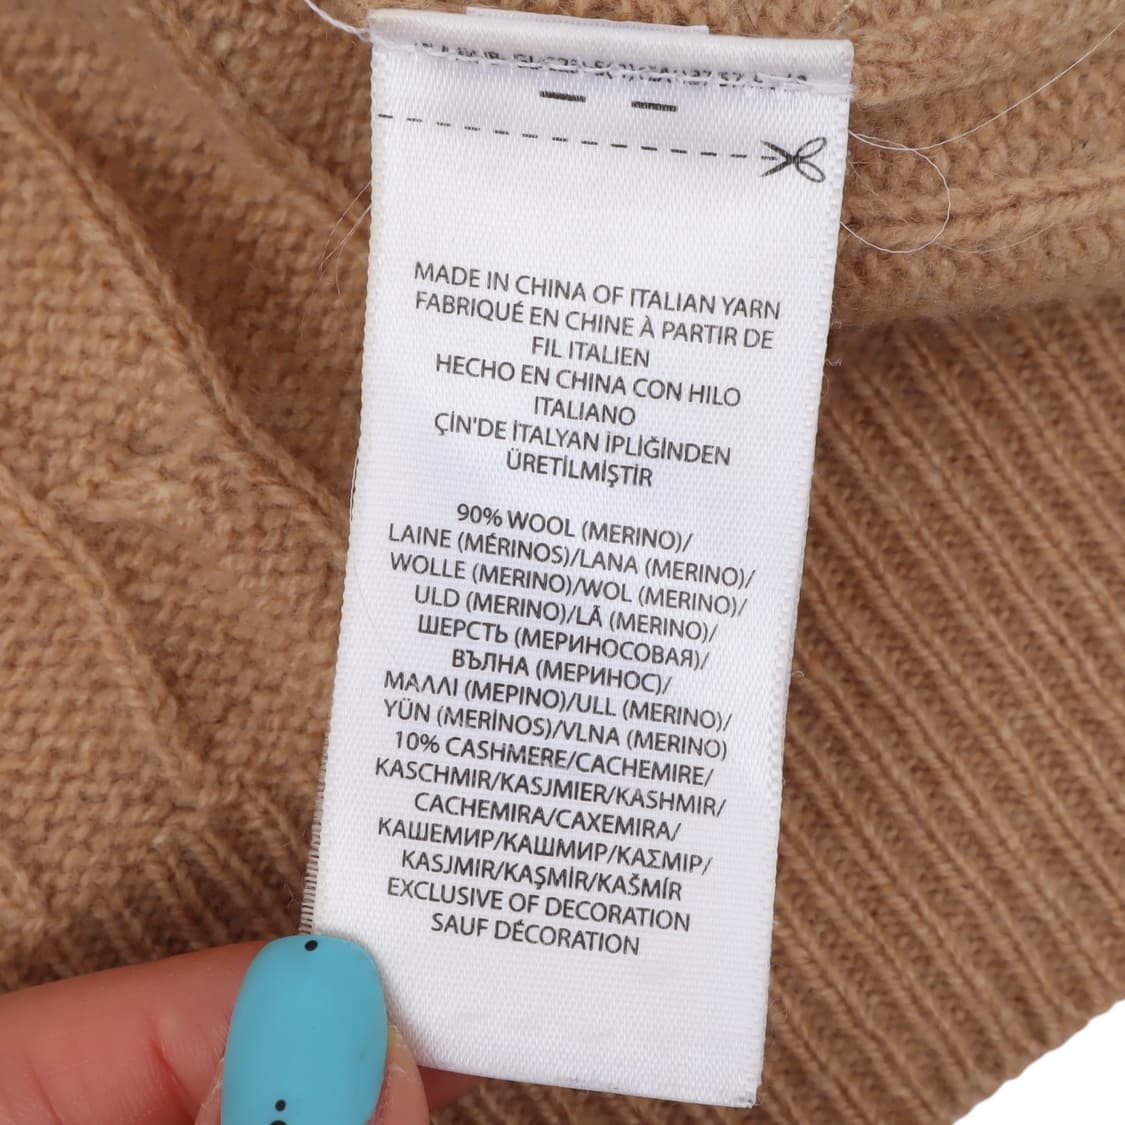 MADE IN CHINA OF ITALIAN YARN
FABRIQUÉ EN CHINE À PARTIR DE
FIL ITALIEN
HECHO EN CHINA CON HILO
ITALIANO
ÇİN'DE İTALYAN İPLİĞİNDEN
ÜRETİLMİŞTİR
90% WOOL (MERINO)/
LAINE (MÉRINOS)/LANA (MERINO)/
WOLLE (MERINO)/WOL (MERINO)/
ULD (MERINO)/LÃ (MERINO)/
ШЕРСТЬ (МЕРИНОСОВАЯ)/
ВЪЛНА (МЕРИНОС)/
ΜΑΛΛΙ (ΜΕΡΙΝΟ)/ULL (MERINO)/
YÜN (MERİNOS)/VLNA (MERINO)
10% CASHMERE/CACHEMIRE/
KASCHMIR/KASJMIER/KASHMIR/
CACHEMIRA/CAXEMIRA/
КАШЕМИР/КАШМИР/ΚΑΣΜΙΡ/
KASJMIR/KAŞMİR/KAŠMÍR
EXCLUSIVE OF DECORATION
SAUF DÉCORATION